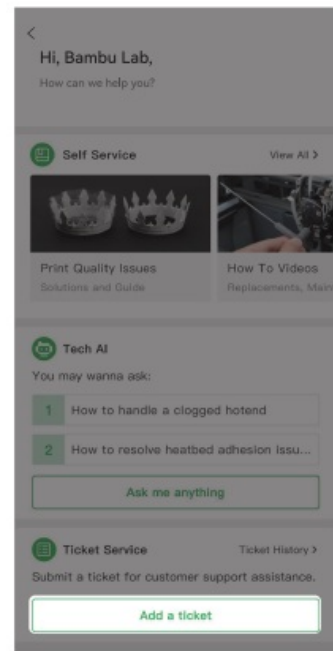 Hi, Bambu Lab,
How can we help you?
Self Service View All >
Print Quality Issues How To Videos
Solutions and Guide Replacements, Main
Tech AI
You may wanna ask:
1 How to handle a clogged hotend
2 How to resolve heatbed adhesion issu...
Ask me anything
Ticket Service Ticket History >
Submit a ticket for customer support assistance.
Add a ticket